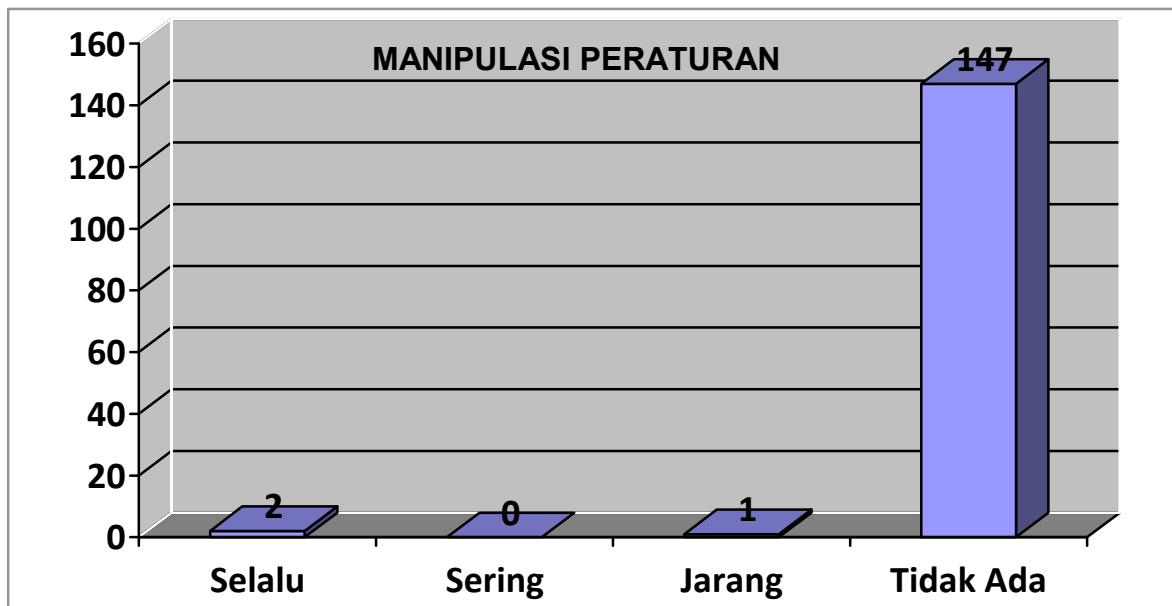 MANIPULASI PERATURAN
160
140
120
100
80
60
40
20
0
2
0
1
147
Selalu
Sering
Jarang
Tidak Ada